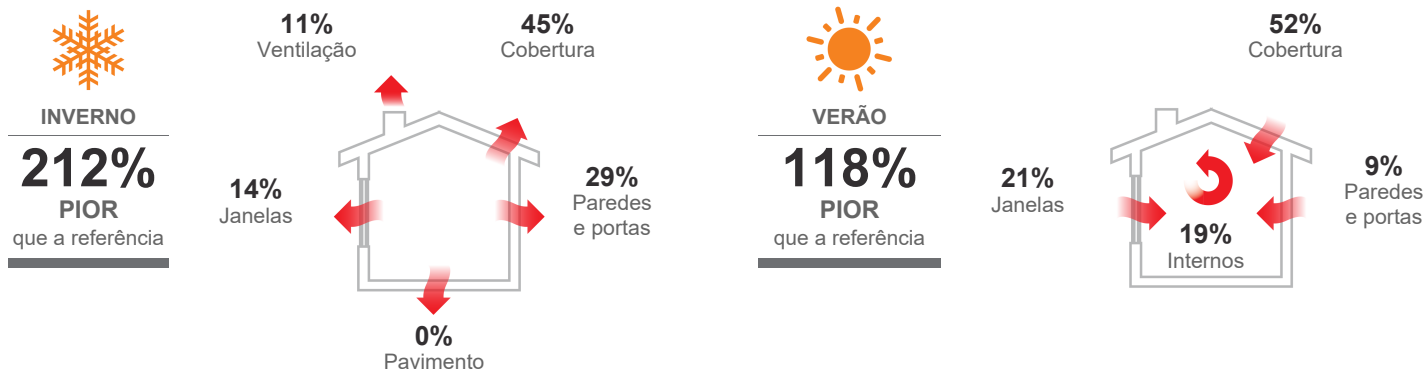 INVERNO
212%
PIOR
que a referência
11%
Ventilação
45%
Cobertura
14%
Janelas
29%
Paredes
e portas
0%
Pavimento
VERÃO
118%
PIOR
que a referência
52%
Cobertura
21%
Janelas
19%
Internos
9%
Paredes
e portas